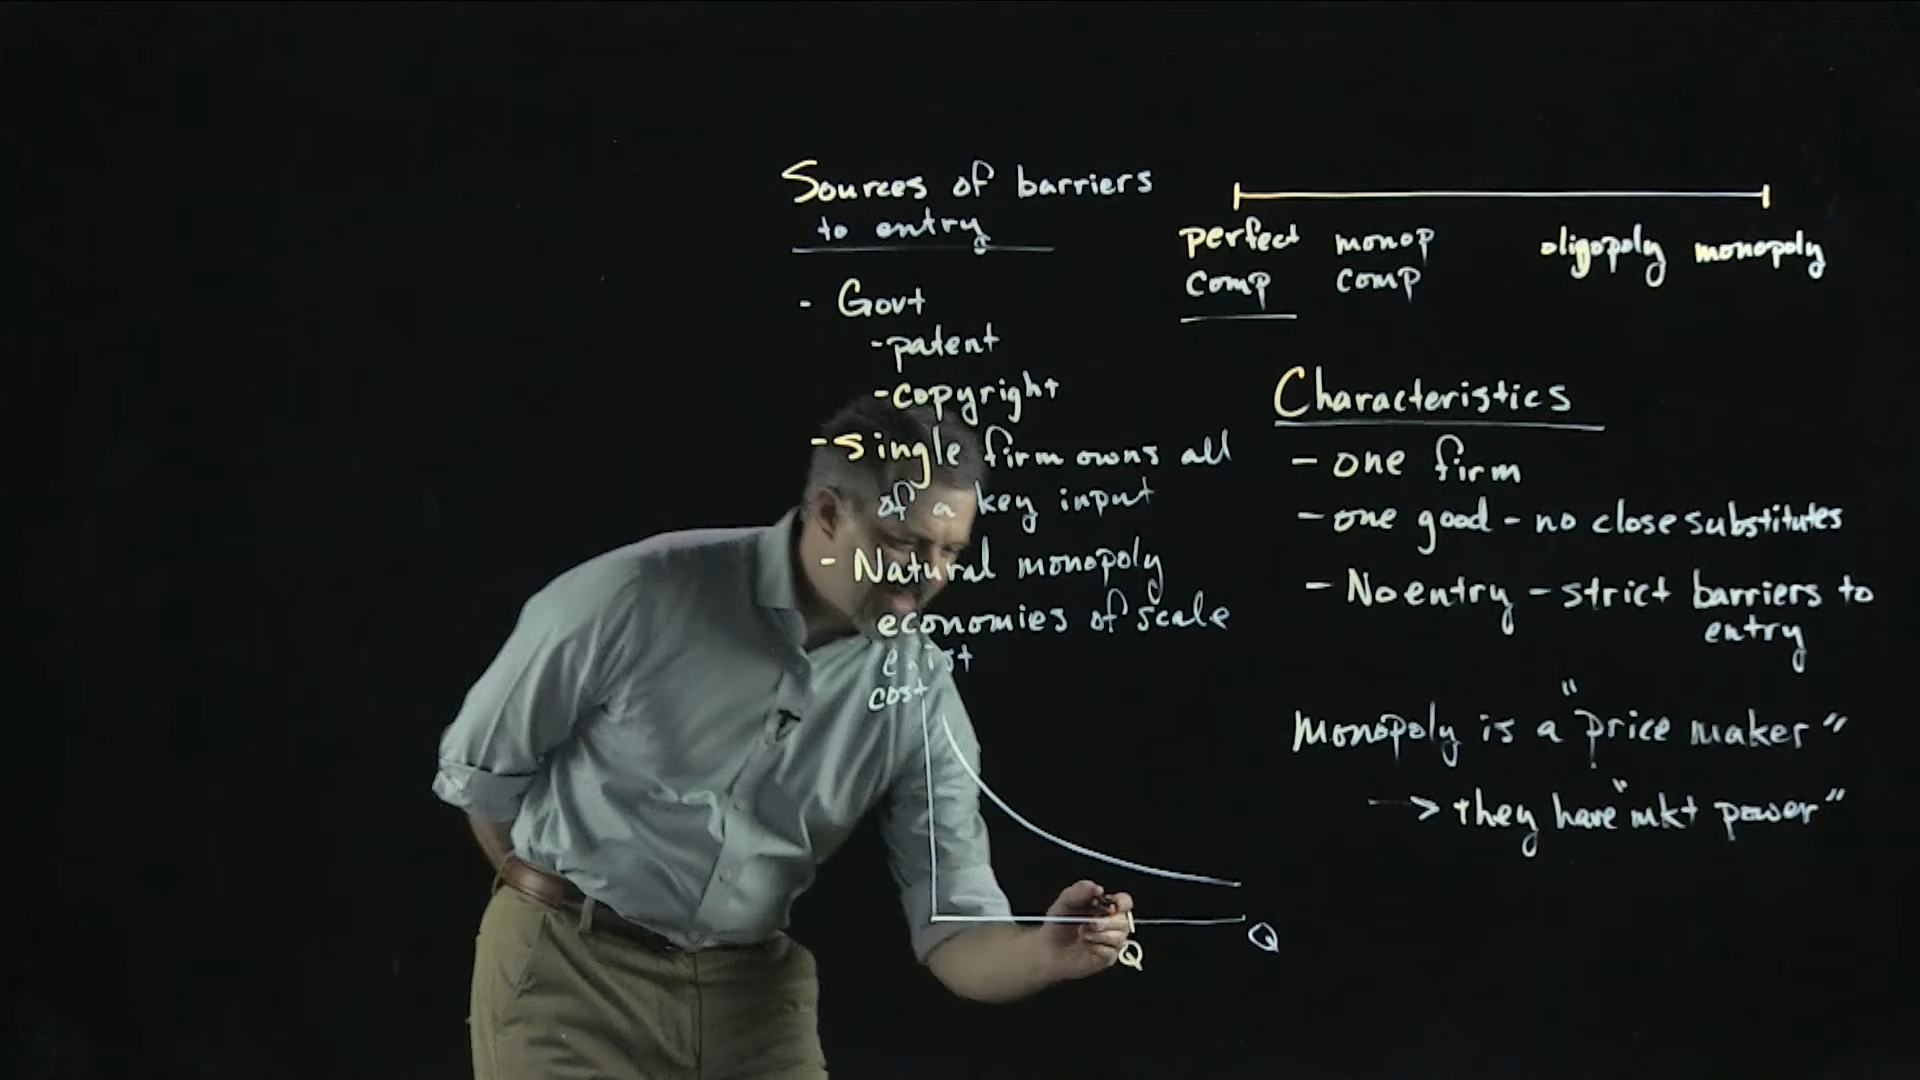 Sources of barriers
to entry
- Govt
-patent
-copyright
-single firm owns all
of a key input
- Natural monopoly
economies of scale
exist
cost
Q
Q
perfect monop oligopoly monopoly
comp comp
Characteristics
- one firm
- one good - no close substitutes
- No entry - strict barriers to
entry
Monopoly is a "price maker"
-> they have "mkt power"